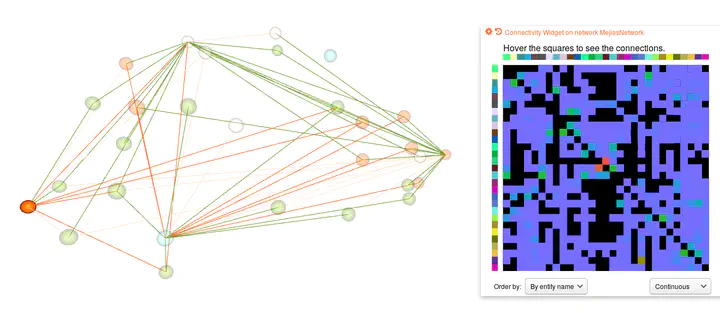 Connectivity Widget on network MejiasNetwork
Hover the squares to see the connections.
Order by: By entity name Continuous